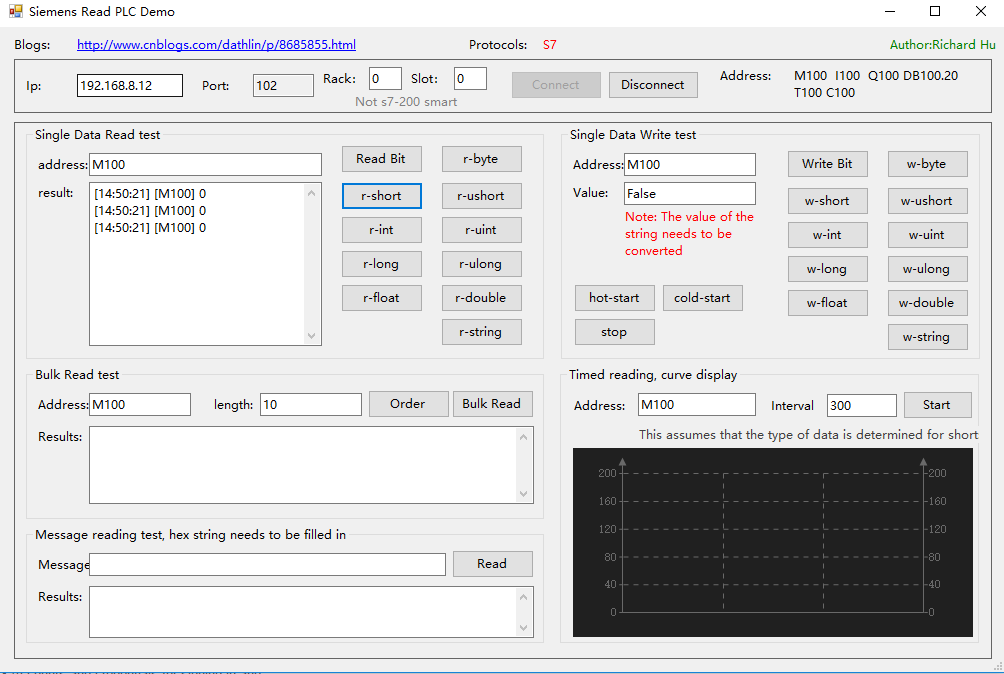 Siemens Read PLC Demo
Blogs: http://www.cnblogs.com/dathlin/p/8685855.html Protocols: S7 Author:Richard Hu
Ip: 192.168.8.12 Port: 102 Rack: 0 Slot: 0 Connect Disconnect Address: M100 I100 Q100 DB100.20
T100 C100
Not s7-200 smart
Single Data Read test
address: M100
result: [14:50:21] [M100] 0
[14:50:21] [M100] 0
[14:50:21] [M100] 0
Read Bit r-byte
r-short r-ushort
r-int r-uint
r-long r-ulong
r-float r-double
r-string
Single Data Write test
Address: M100
Value: False
Note: The value of the
string needs to be
converted
hot-start cold-start
stop
Write Bit w-byte
w-short w-ushort
w-int w-uint
w-long w-ulong
w-float w-double
w-string
Bulk Read test
Address: M100 length: 10 Order Bulk Read
Results:
Message reading test, hex string needs to be filled in
Message Read
Results:
Timed reading, curve display
Address: M100 Interval 300 Start
This assumes that the type of data is determined for short
200 200
160 160
120 120
80 80
40 40
0 0